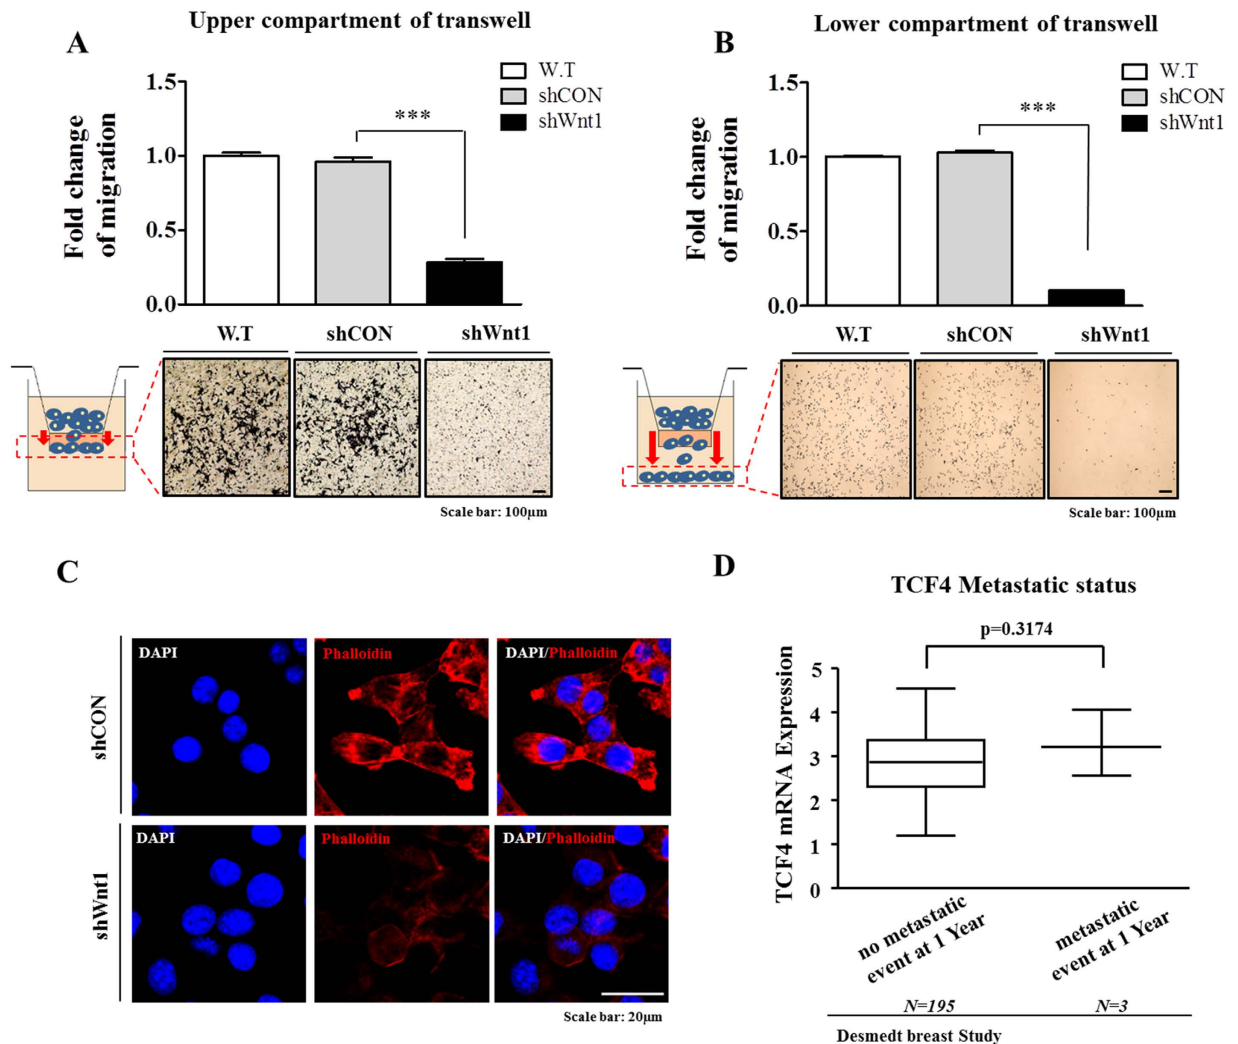 Upper compartment of transwell
A
W.T
shCON
shWnt1
***
1.5
1.0
0.5
0.0
Fold change
of migration
W.T
shCON
shWnt1
Scale bar: 100μm
Lower compartment of transwell
B
W.T
shCON
shWnt1
***
1.5
1.0
0.5
0.0
Fold change
of migration
W.T
shCON
shWnt1
Scale bar: 100μm
C
shCON
DAPI
Phalloidin
DAPI/Phalloidin
shWnt1
DAPI
Phalloidin
DAPI/Phalloidin
Scale bar: 20μm
D
TCF4 Metastatic status
p=0.3174
TCF4 mRNA Expression
5
4
3
2
1
0
no metastatic
event at 1 Year
metastatic
event at 1 Year
N=195
N=3
Desmedt breast Study